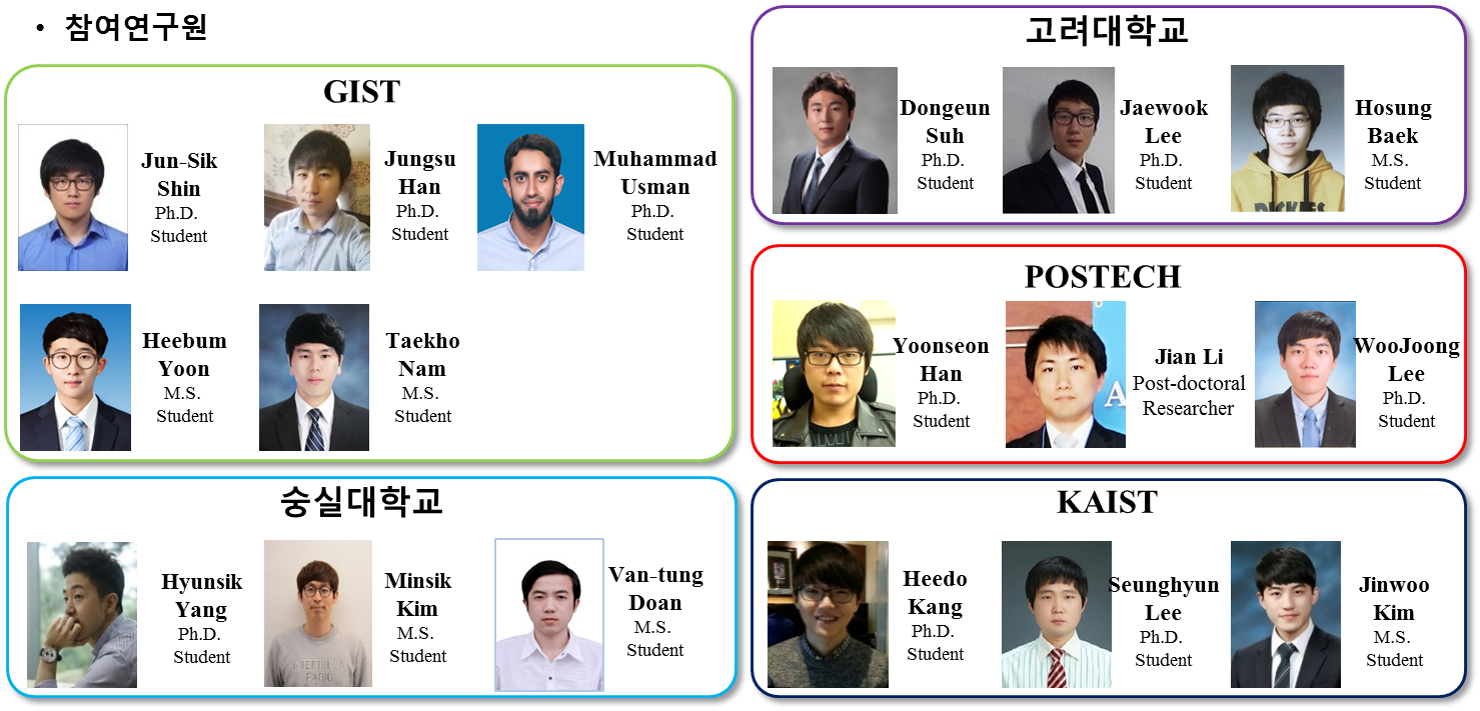 • 참여연구원
GIST
Jun-Sik
Shin
Ph.D.
Student
Jungsu
Han
Ph.D.
Student
Muhammad
Usman
Ph.D.
Student
Heebum
Yoon
M.S.
Student
Taekho
Nam
M.S.
Student
숭실대학교
Hyunsik
Yang
Ph.D.
Student
Minsik
Kim
M.S.
Student
Van-tung
Doan
M.S.
Student
고려대학교
Dongeun
Suh
Ph.D.
Student
Jaewook
Lee
Ph.D.
Student
Hosung
Baek
M.S.
Student
DICKIES
POSTECH
Yoonseon
Han
Ph.D.
Student
A
Jian Li
Post-doctoral
Researcher
WooJoong
Lee
Ph.D.
Student
KAIST
Heedo
Kang
Ph.D.
Student
Seunghyun
Lee
Ph.D.
Student
Jinwoo
Kim
M.S.
Student